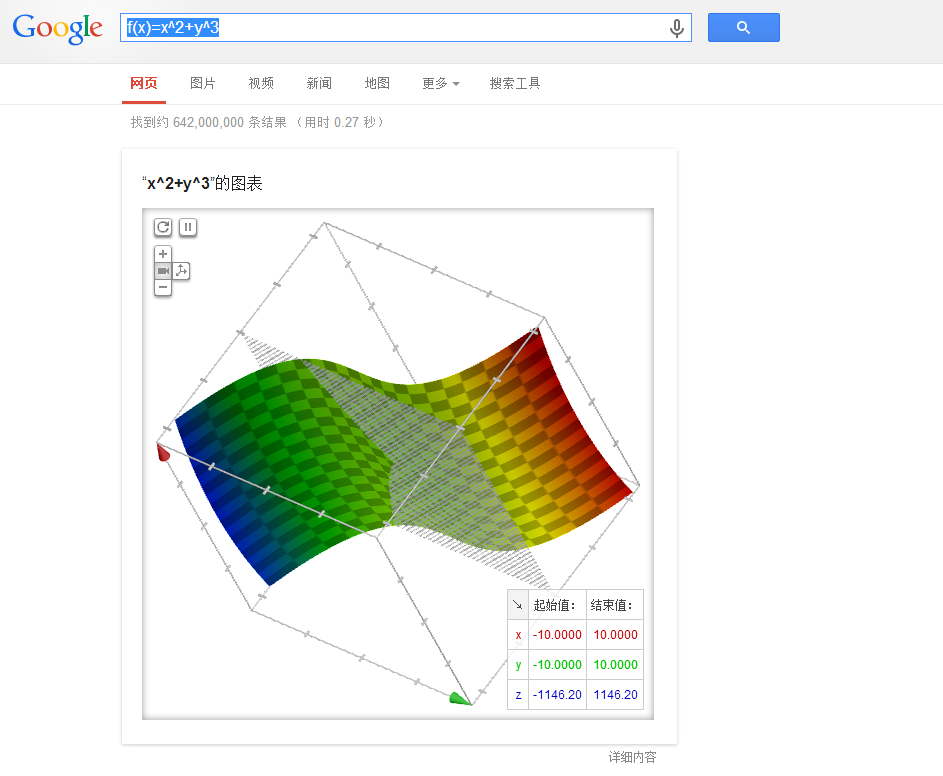 Google f(x)=x^2+y^3
网页 图片 视频 新闻 地图 更多 搜索工具
找到约 642,000,000 条结果 （用时 0.27 秒）
“x^2+y^3”的图表
起始值： 结束值：
x -10.0000 10.0000
y -10.0000 10.0000
z -1146.20 1146.20
详细内容